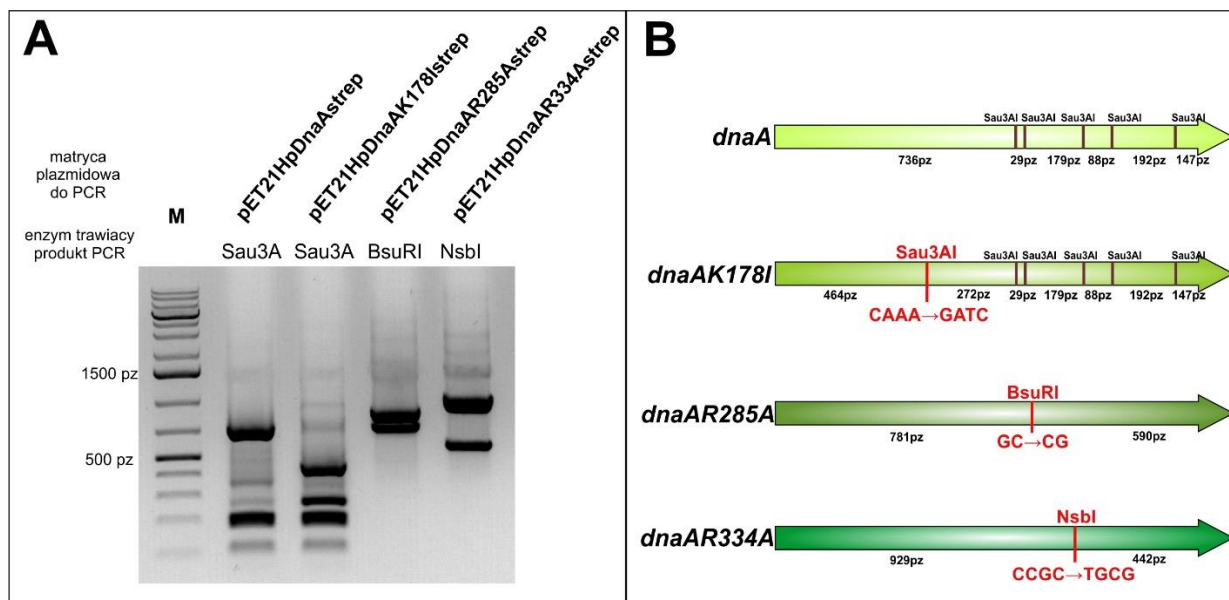 A
pET21HpDnaAstrep
pET21HpDnaAK178Istrep
pET21HpDnaAR285Astrep
pET21HpDnaAR334Astrep
matryca
plazmidowa
do PCR
M
enzym trawiacy
produkt PCR
Sau3A Sau3A BsuRI NsbI
1500 pz
500 pz
B
Sau3AI Sau3AI Sau3AI Sau3AI Sau3AI
dnaA
736pz 29pz 179pz 88pz 192pz 147pz
Sau3AI
Sau3AI Sau3AI Sau3AI Sau3AI Sau3AI
dnaAK178I
464pz 272pz 29pz 179pz 88pz 192pz 147pz
CAAA→GATC
BsuRI
dnaAR285A
781pz 590pz
GC→CG
NsbI
dnaAR334A
929pz 442pz
CCGC→TGCG